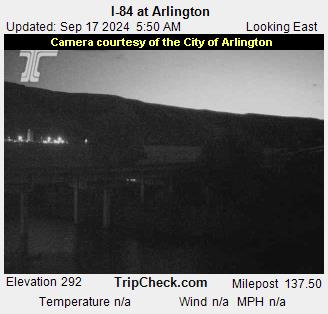 I-84 at Arlington
Updated: Sep 17 2024 5:50 AM Looking East
Camera courtesy of the City of Arlington
Elevation 292 TripCheck.com Milepost 137.50
Temperature n/a Wind n/a MPH n/a